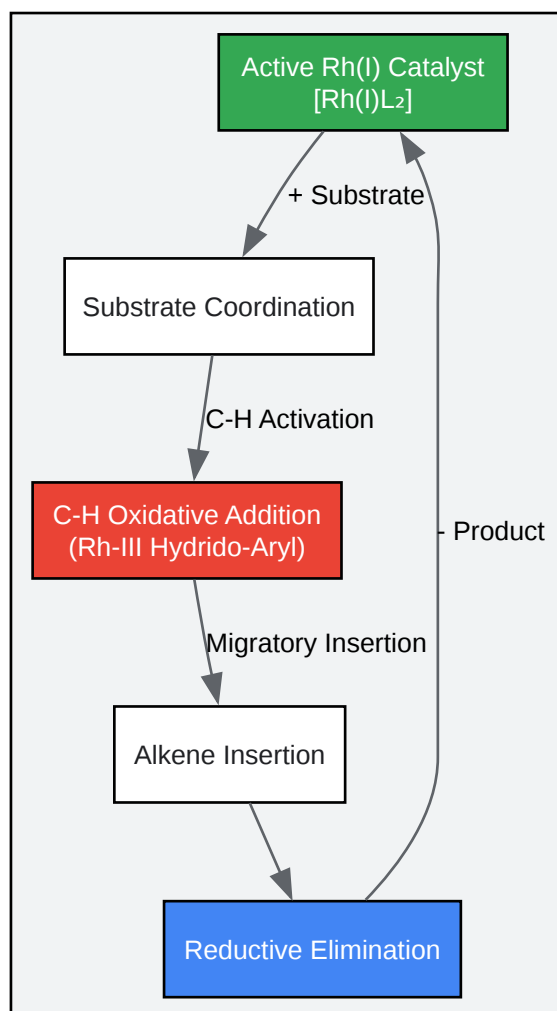 Active Rh(I) Catalyst
[Rh(I)L₂]
+ Substrate
Substrate Coordination
C-H Activation
C-H Oxidative Addition
(Rh-III Hydrido-Aryl)
- Product
Migratory Insertion
Alkene Insertion
Reductive Elimination